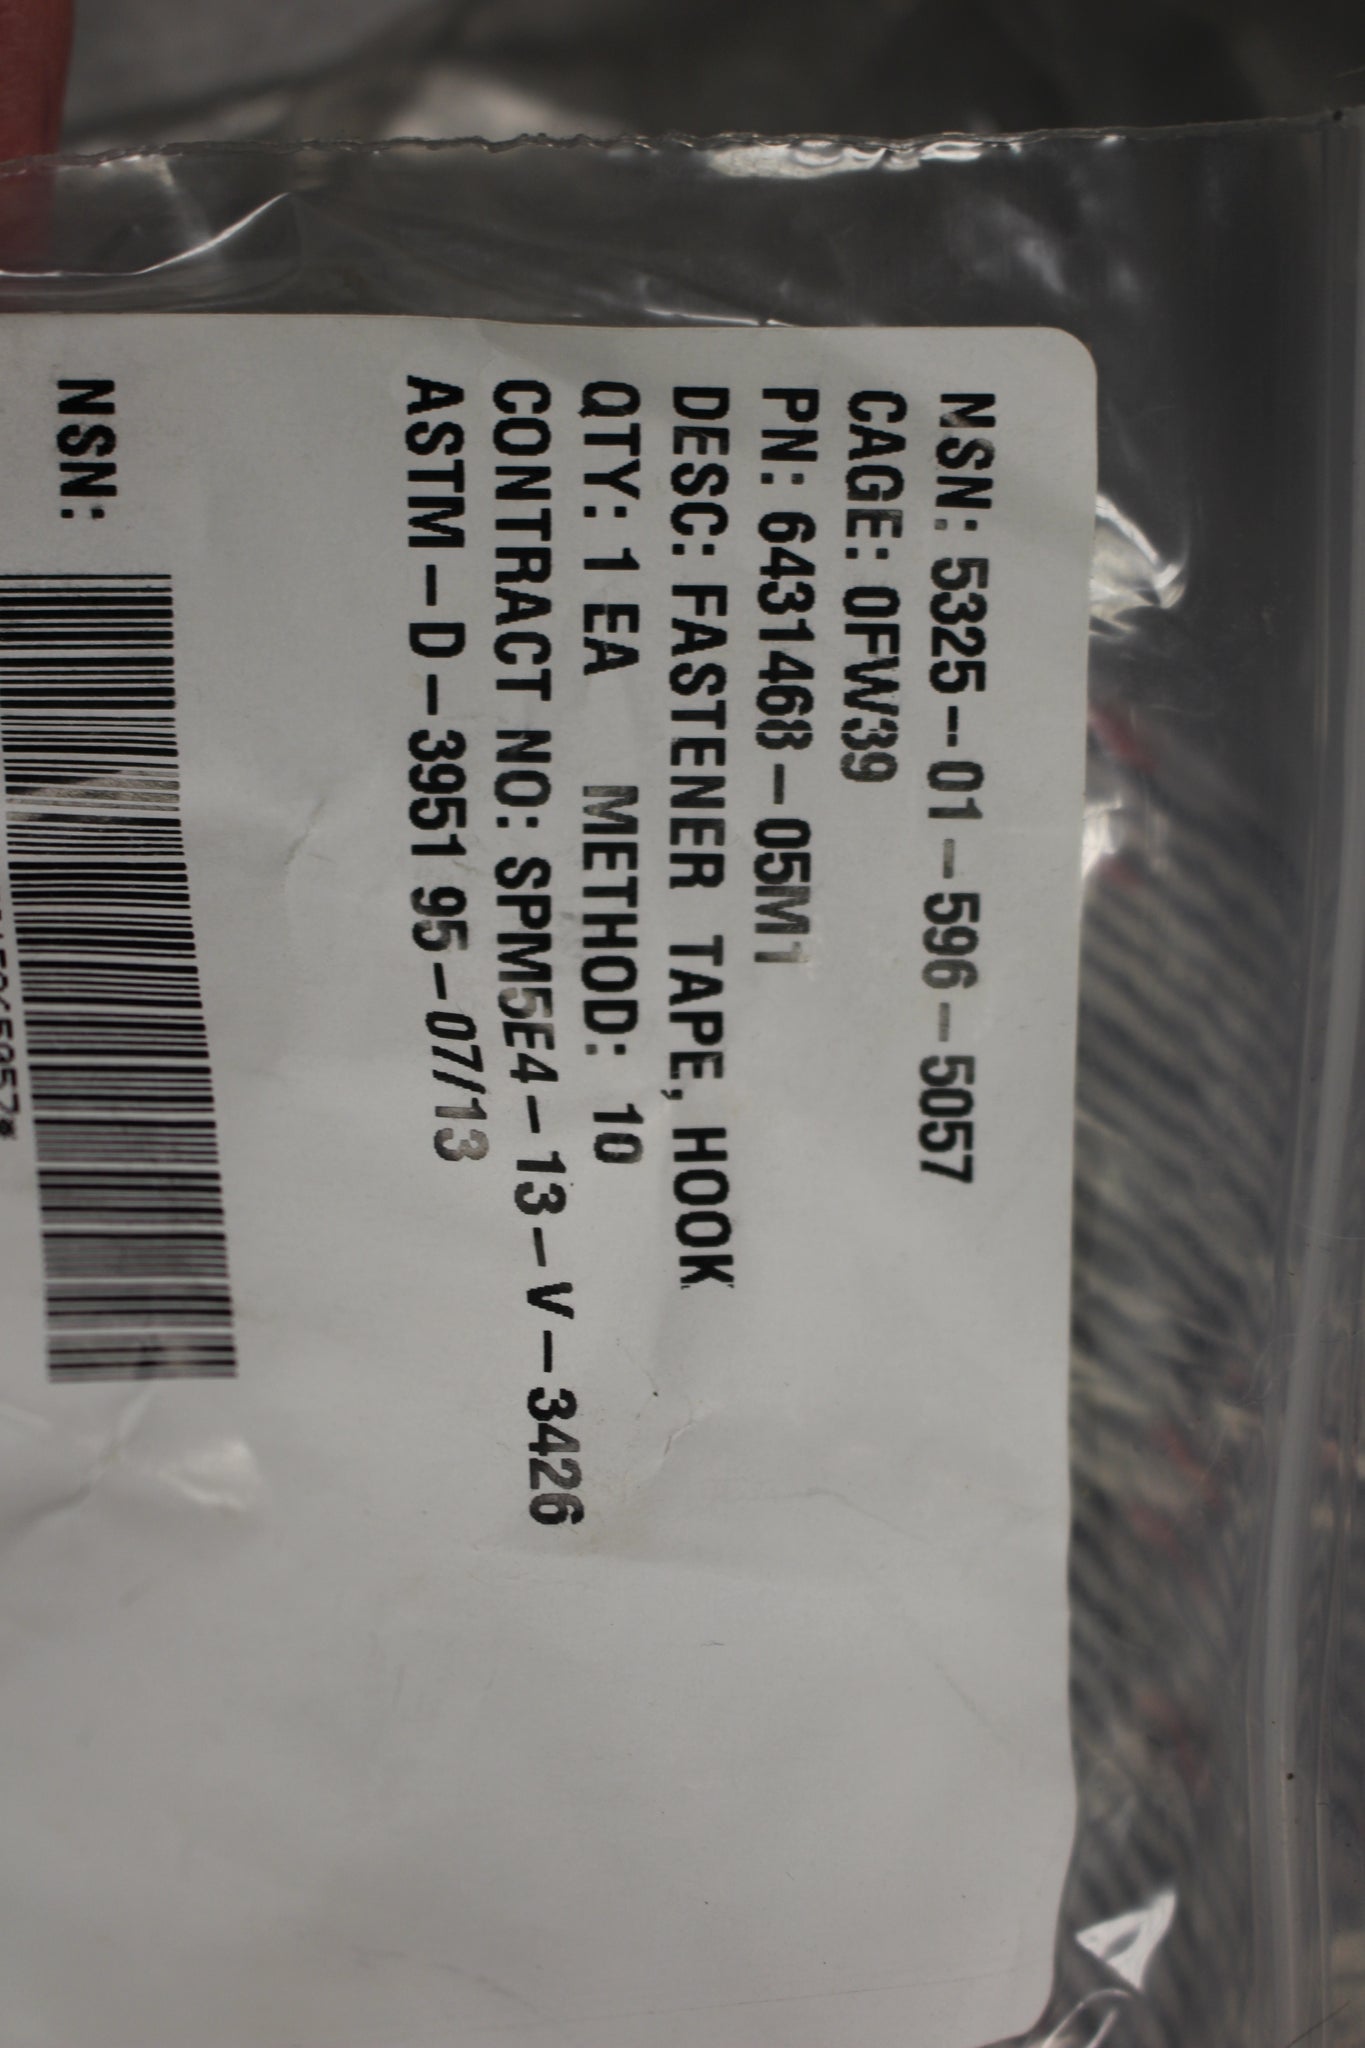 NSN: 5325-01-596-5057
CAGE: 0FW39
PN: 6431468-05M1
DESC: FASTENER TAPE, HOOK
QTY: 1 EA METHOD: 10
CONTRACT NO: SPM5E4-13-V-3426
ASTM-D-3951 95-07/13
NSN: